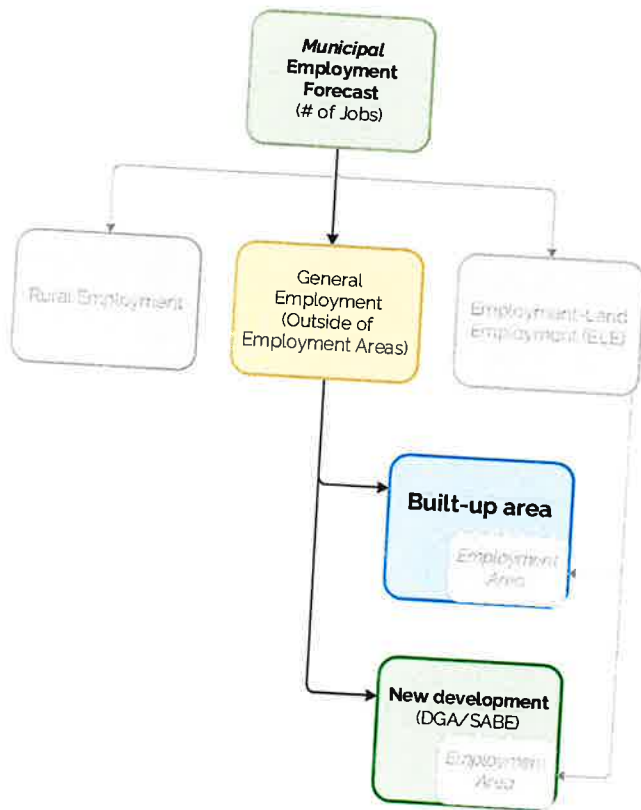 Municipal
Employment
Forecast
(# of Jobs)
Rural Employment
General
Employment
(Outside of
Employment Areas)
Employment-Land
Employment (ELE)
Built-up area
Employment
Area
New development
(DGA/SABE)
Employment
Area